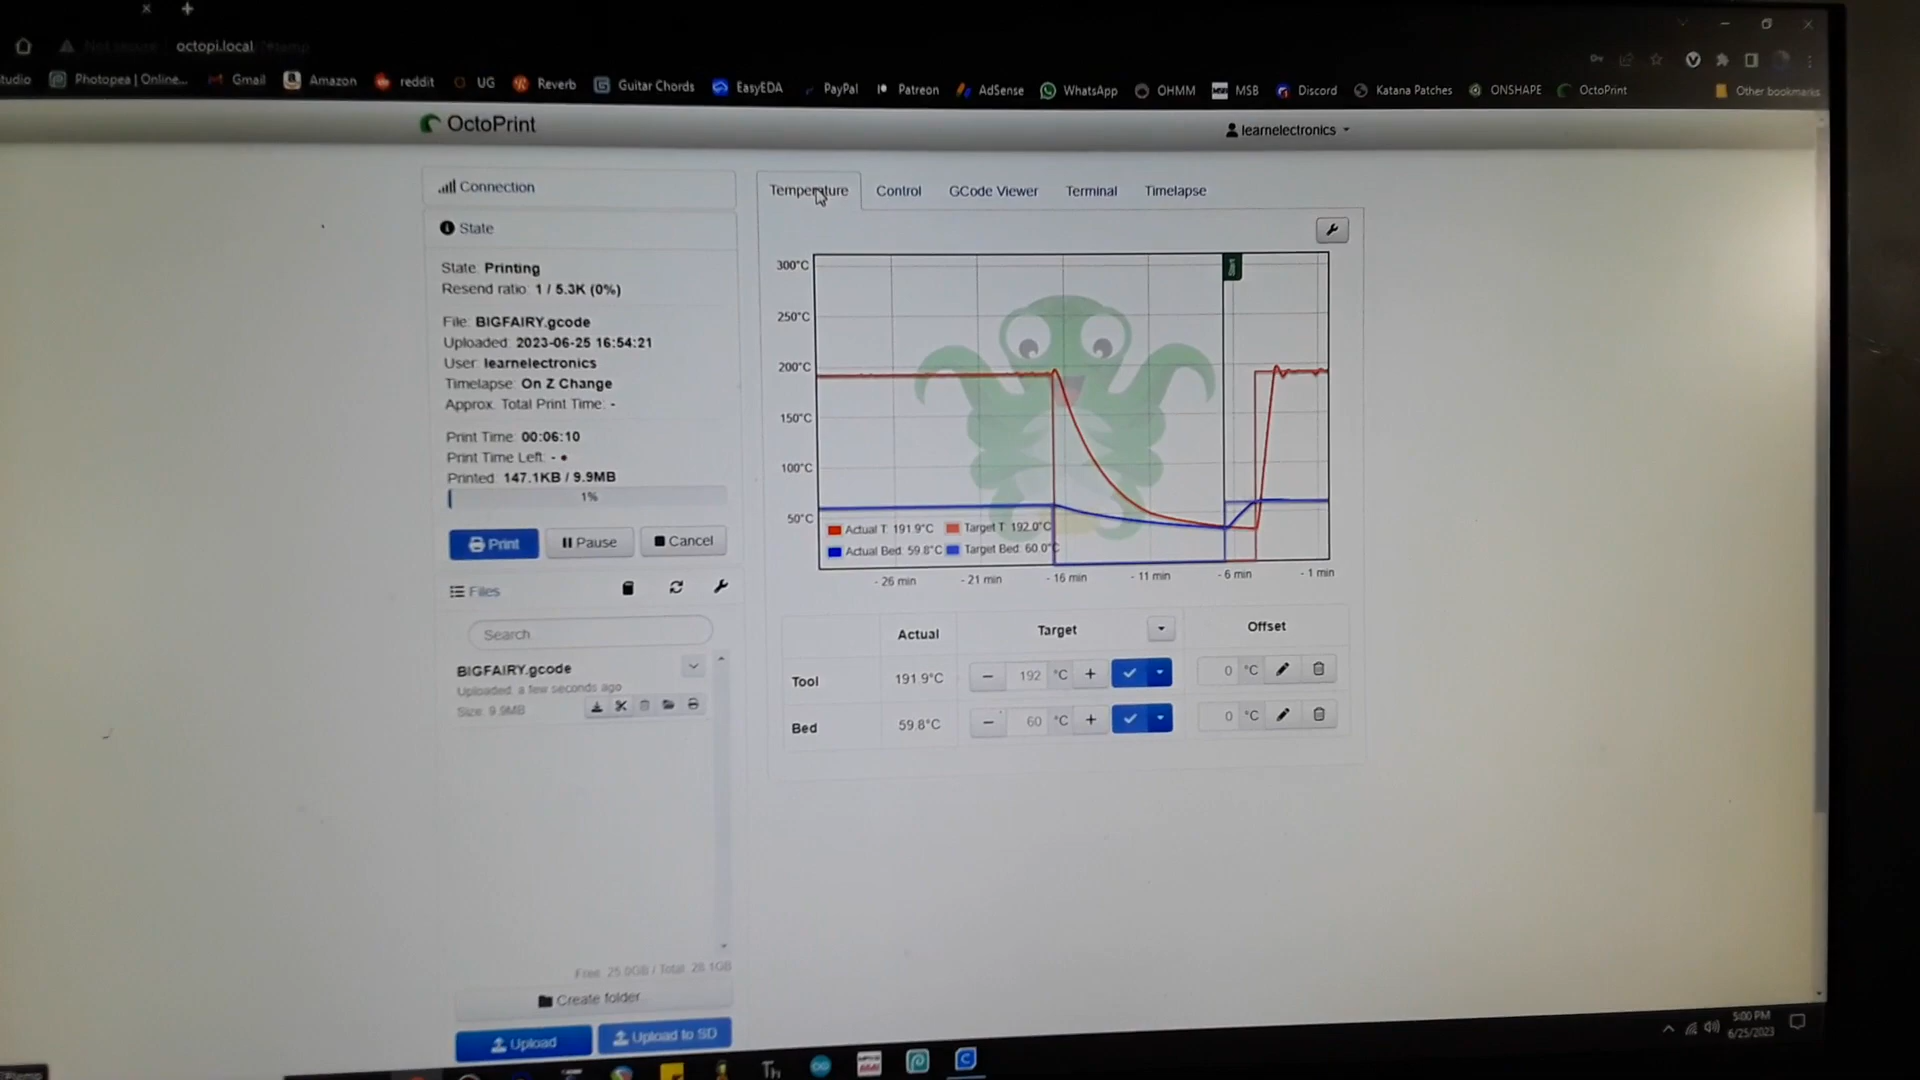 octopi.local
Photopea | Online...
Gmail
Amazon
reddit
UG
Reverb
Guitar Chords
EasyEDA
PayPal
Patreon
AdSense
WhatsApp
OHMM
MSB
Discord
Katana Patches
ONSHAPE
OctoPrint
Other bookmarks
OctoPrint
learnelectronics
Connection
State
State: Printing
Resend ratio: 1 / 5.3K (0%)
File: BIGFAIRY.gcode
Uploaded: 2023-06-25 16:54:21
User: learnelectronics
Timelapse: On Z Change
Approx. Total Print Time: -
Print Time: 00:06:10
Print Time Left: -
Printed: 147.1KB / 9.9MB
1%
Print
Pause
Cancel
Files
Search
BIGFAIRY.gcode
Uploaded: a few seconds ago
Size: 9.9MB
Free: 25.0GB / Total: 28.1GB
Create folder...
Upload
Upload to SD
Temperature
Control
GCode Viewer
Terminal
Timelapse
300°C
250°C
200°C
150°C
100°C
50°C
Start
Actual T: 191.9°C
Target T: 192.0°C
Actual Bed: 59.8°C
Target Bed: 60.0°C
- 26 min
- 21 min
- 16 min
- 11 min
- 6 min
- 1 min
Actual
Target
Offset
Tool
191.9°C
192 °C
0 °C
Bed
59.8°C
60 °C
0 °C
5:00 PM
6/25/2023